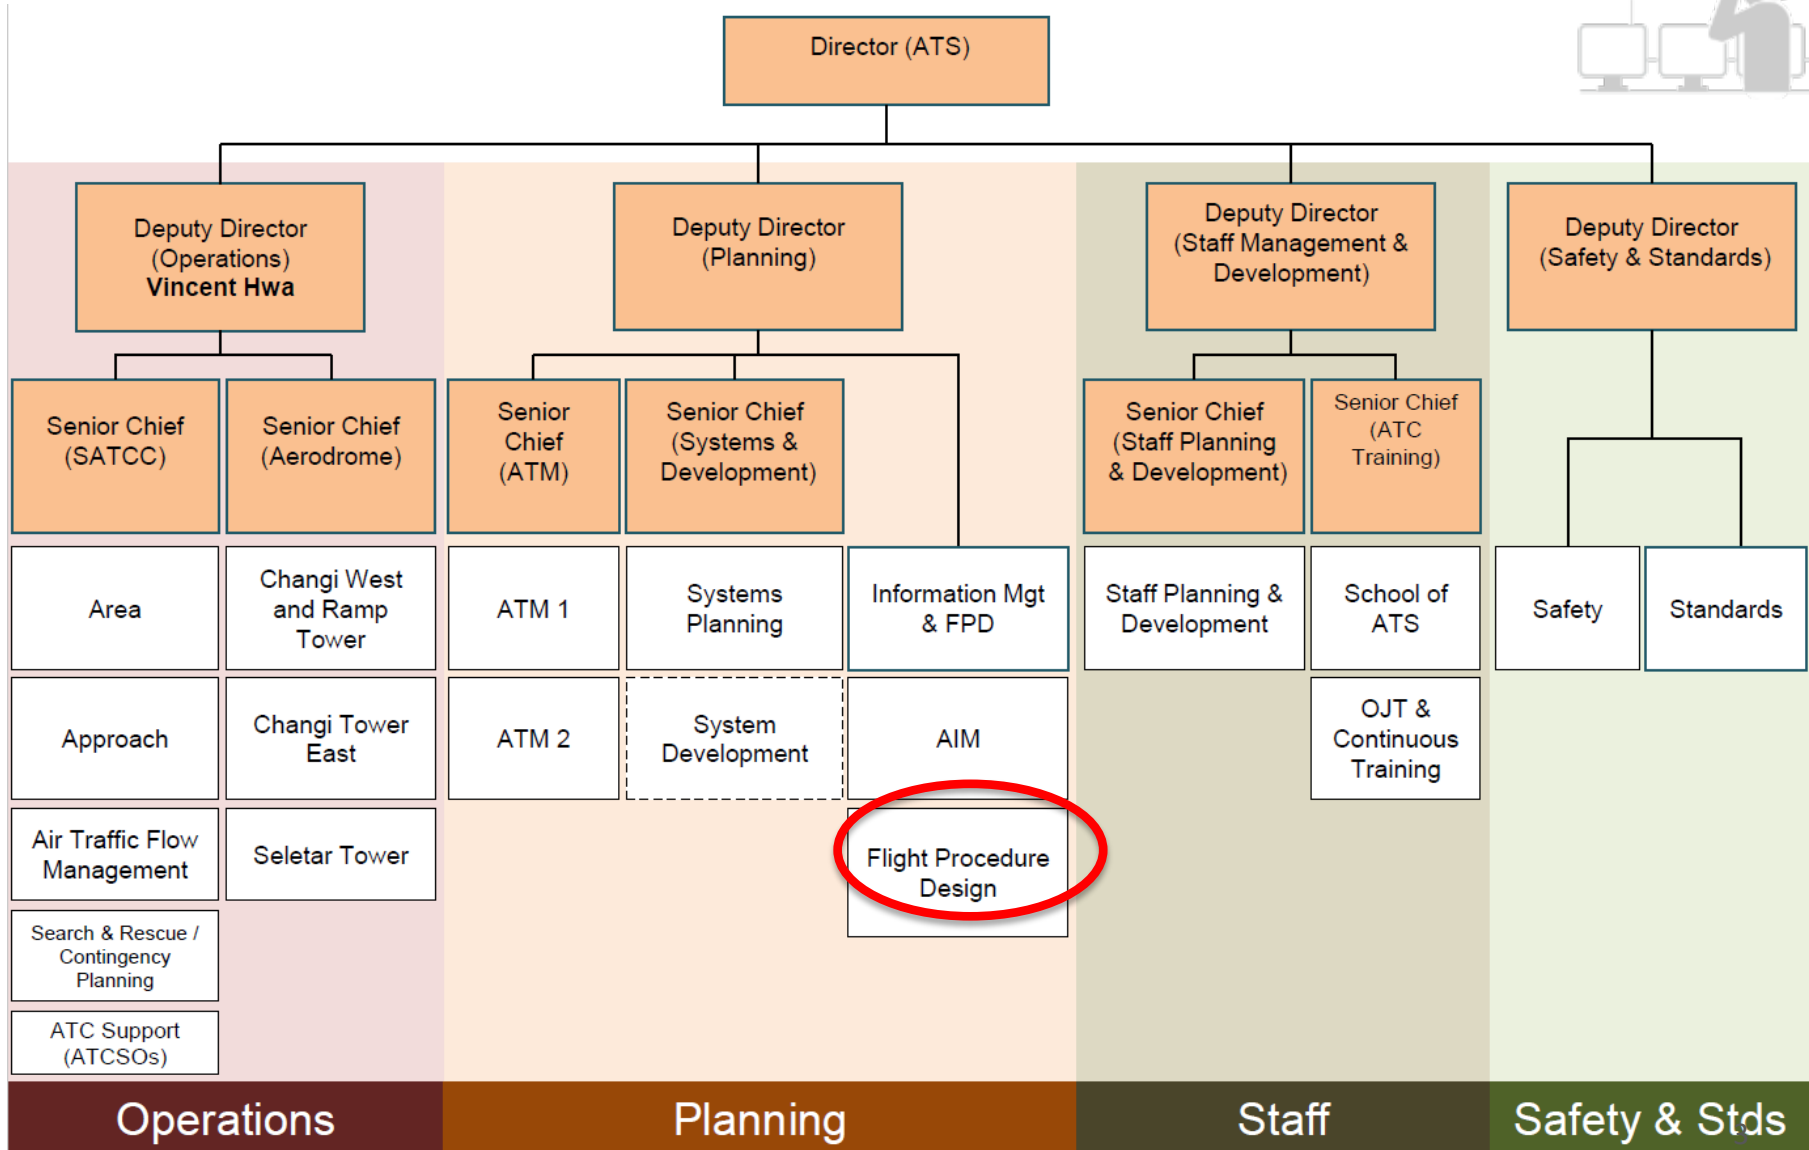 Director (ATS)
Deputy Director
(Operations)
Vincent Hwa
Deputy Director
(Planning)
Deputy Director
(Staff Management &
Development)
Deputy Director
(Safety & Standards)
Senior Chief
(SATCC)
Senior Chief
(Aerodrome)
Senior
Chief
(ATM)
Senior Chief
(Systems &
Development)
Senior Chief
(Staff Planning
& Development)
Senior Chief
(ATC
Training)
Area
Changi West
and Ramp
Tower
ATM 1
Systems
Planning
Information Mgt
& FPD
Staff Planning &
Development
School of
ATS
Safety
Standards
Approach
Changi Tower
East
ATM 2
System
Development
AIM
OJT &
Continuous
Training
Air Traffic Flow
Management
Seletar Tower
Flight Procedure
Design
Search & Rescue /
Contingency
Planning
ATC Support
(ATCSOs)
Operations
Planning
Staff
Safety & Stds